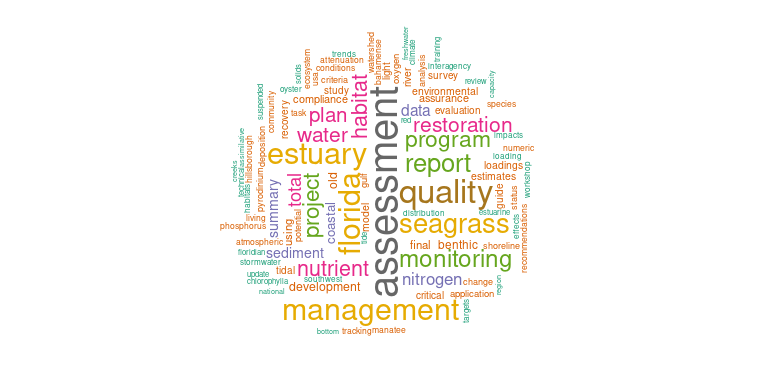 freshwater
climate
training
trends
watershed
bahamense
ecosystem
attenuation
light
oxygen
river
analysis
interagency
solids
usa
conditions
criteria
survey
review
capacity
oyster
study
habitat
environmental
suspended
community
compliance
assurance
species
recovery
task
plan
assessment
data
evaluation
red
restoration
impacts
water
program
numeric
creeks
technical
assimilative
hillsborough
deposition
estuary
report
loading
loadings
workshop
pyrodinium
total
old
gulf
estimates
habitats
summary
project
florida
quality
guide
status
living
potential
coastal
model
distribution
estuarine
phosphorus
using
seagrass
effects
recommendations
atmospheric
tide
final
benthic
shoreline
floridian
sediment
monitoring
stormwater
tidal
nutrient
update
chlorophylla
southwest
nitrogen
change
region
national
development
critical
application
management
targets
bottom
tracking
manatee